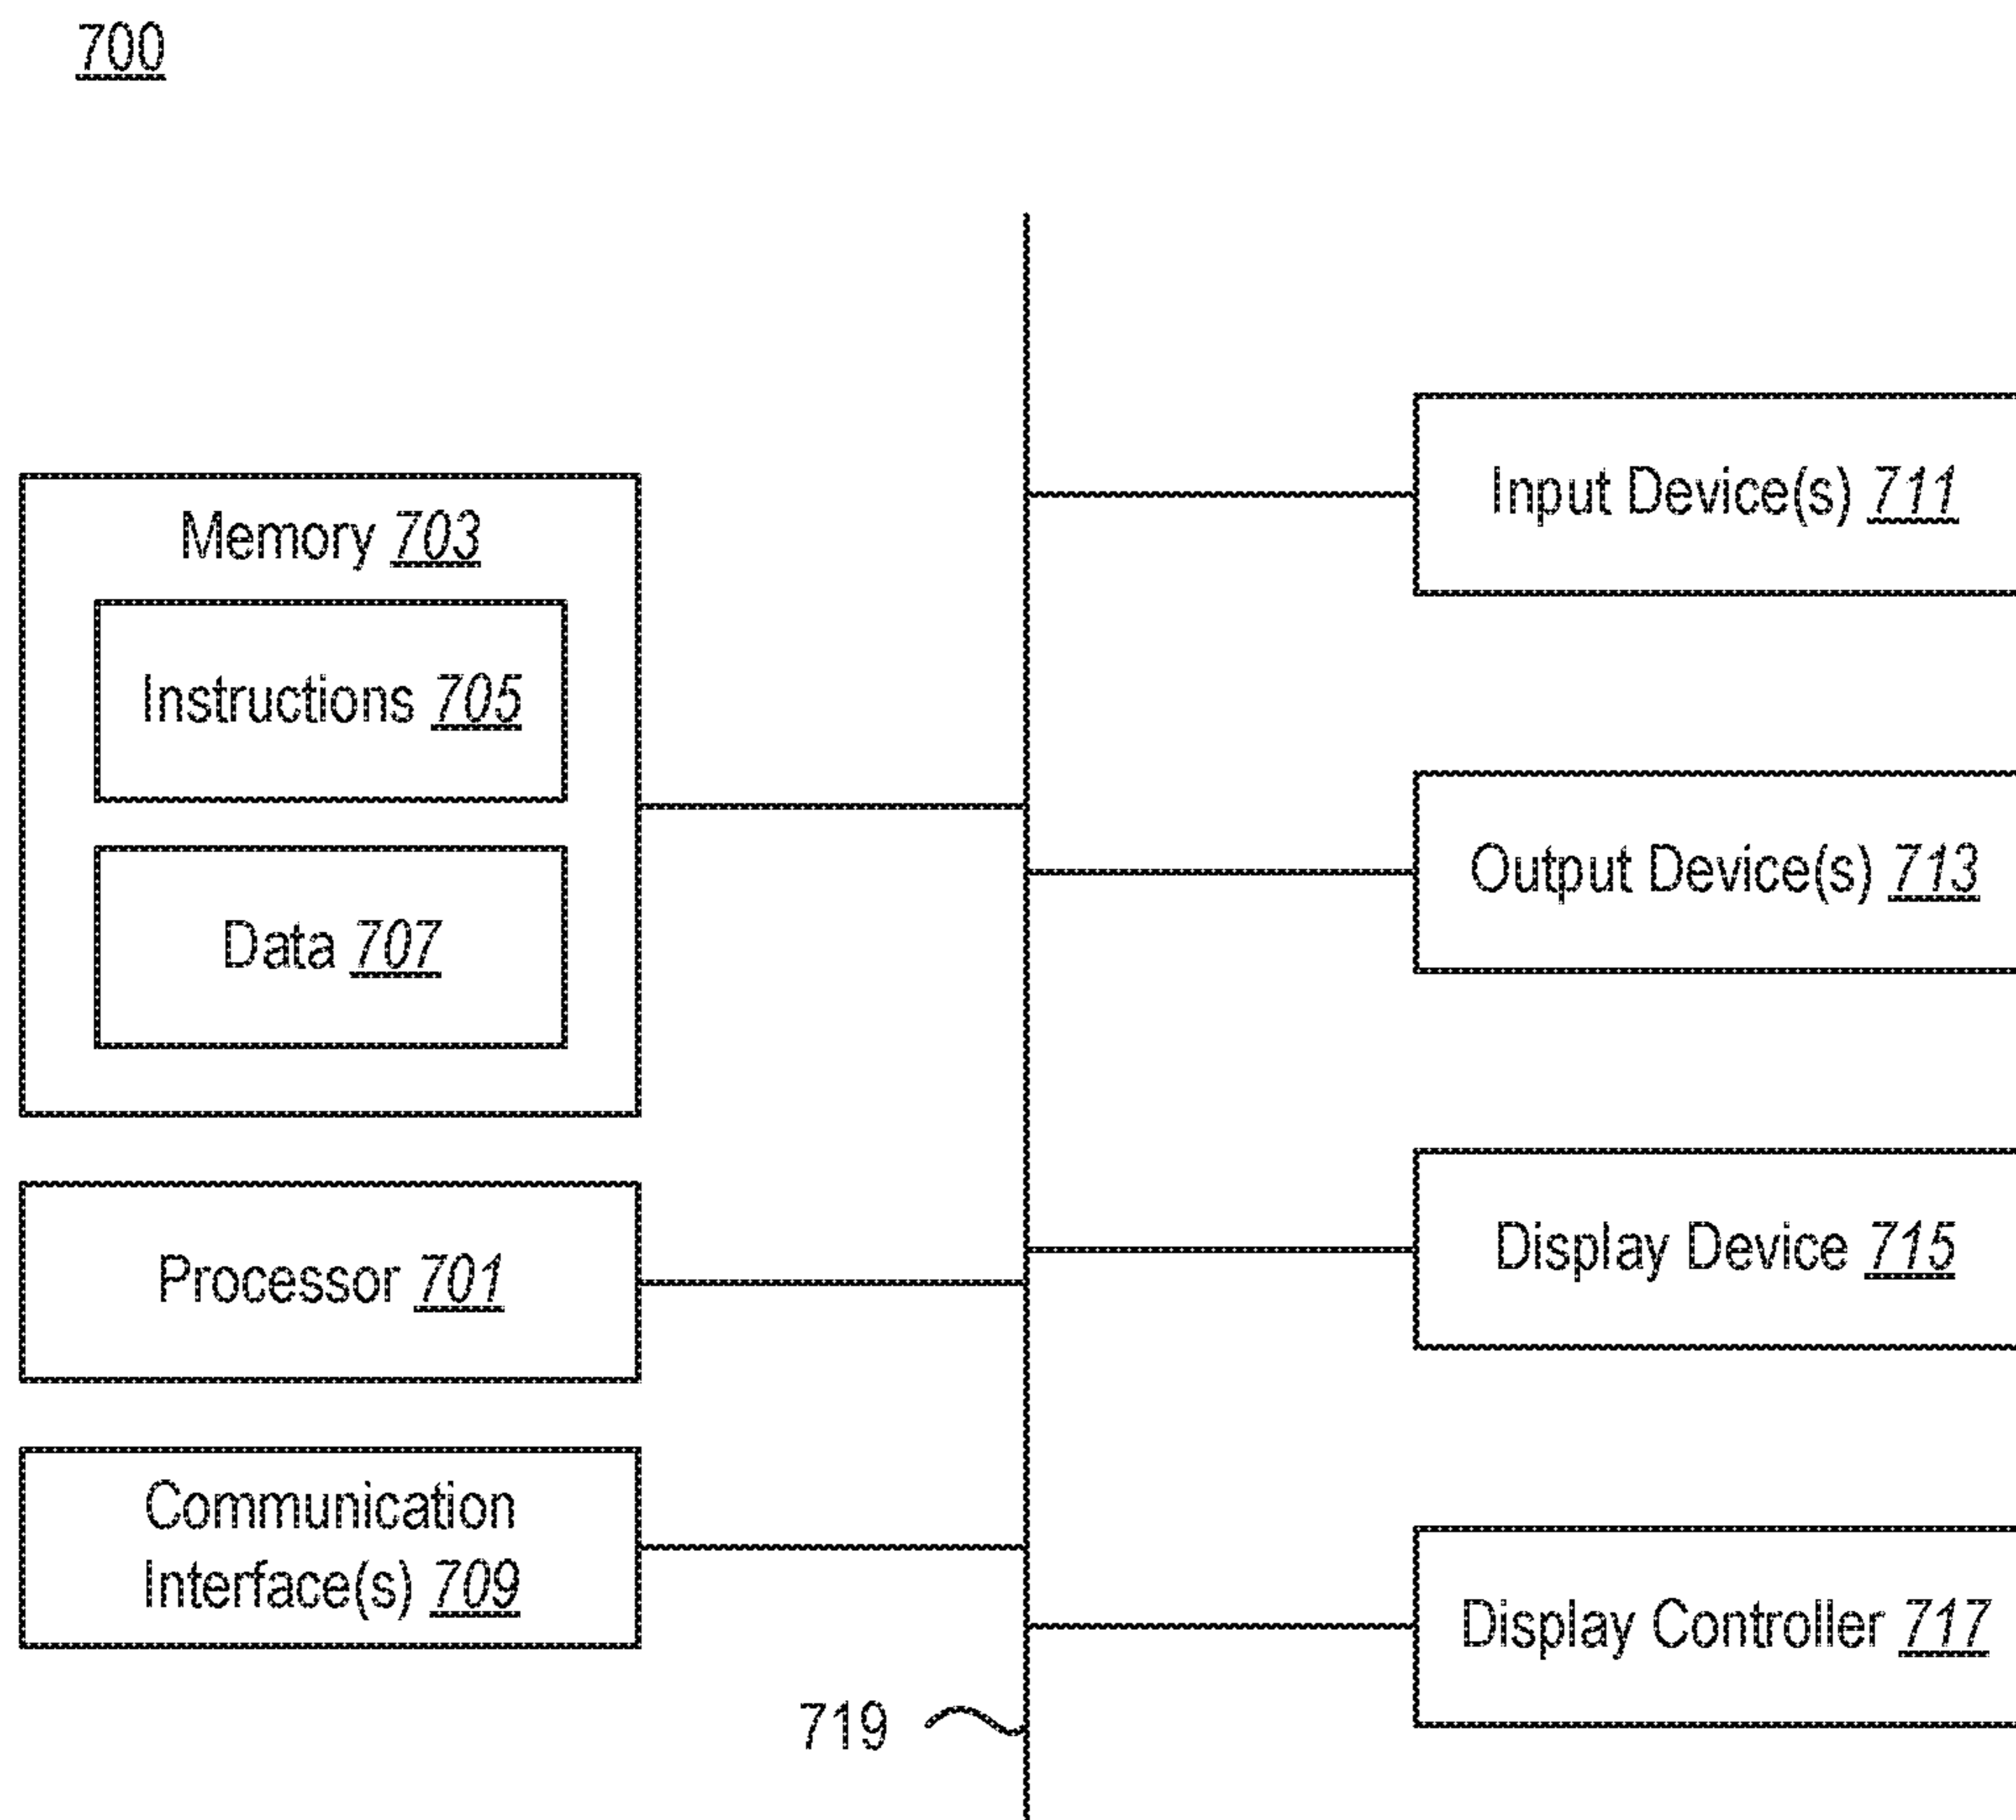 700
Memory 703
Instructions 705
Data 707
Processor 701
Communication
Interface(s) 709
719
Input Device(s) 711
Output Device(s) 713
Display Device 715
Display Controller 717